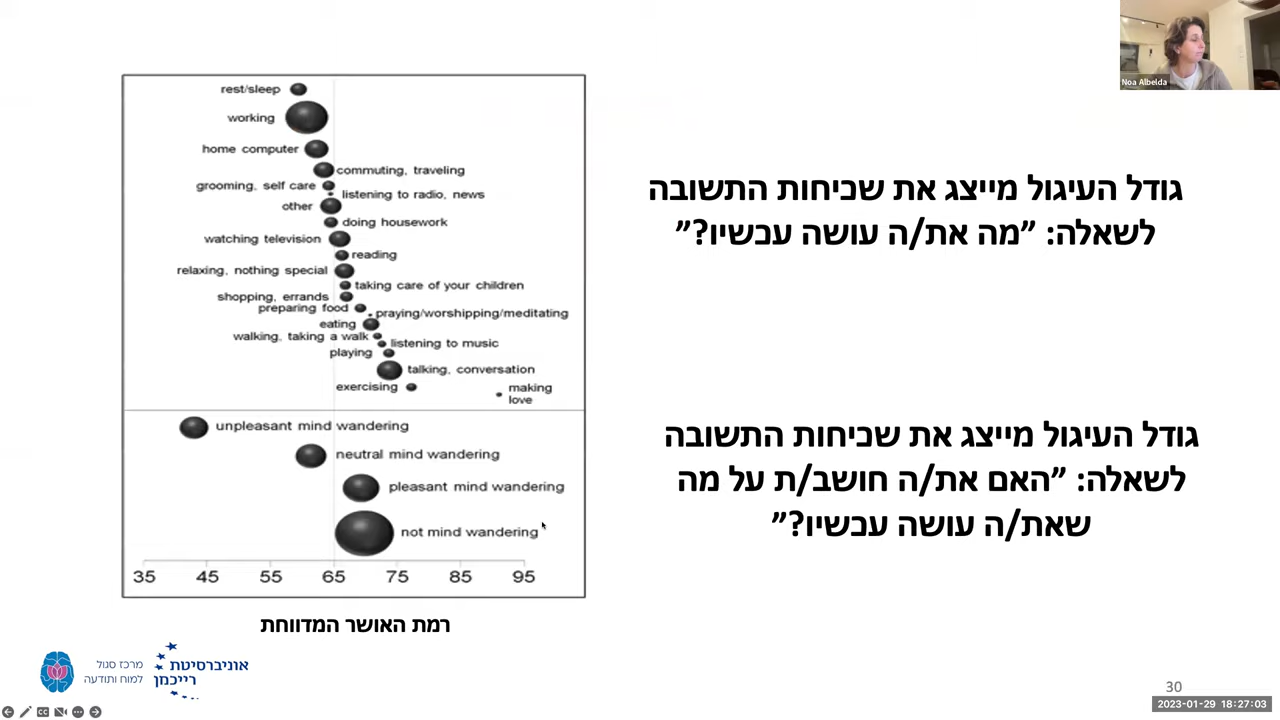 Noa Albelda
rest/sleep
working
home computer
commuting, traveling
grooming, self care
listening to radio, news
other
doing housework
watching television
reading
relaxing, nothing special
taking care of your children
shopping, errands
preparing food
praying/worshipping/meditating
eating
walking, taking a walk
listening to music
playing
talking, conversation
exercising
making
love
unpleasant mind wandering
neutral mind wandering
pleasant mind wandering
not mind wandering
35 45 55 65 75 85 95
רמת האושר המדווחת
גודל העיגול מייצג את שכיחות התשובה
לשאלה: ”מה את/ה עושה עכשיו?”
גודל העיגול מייצג את שכיחות התשובה
לשאלה: ”האם את/ה חושב/ת על מה
שאת/ה עושה עכשיו?”
מרכז סגול
למוח ותודעה
אוניברסיטת
רייכמן
30
2023-01-29 18:27:03